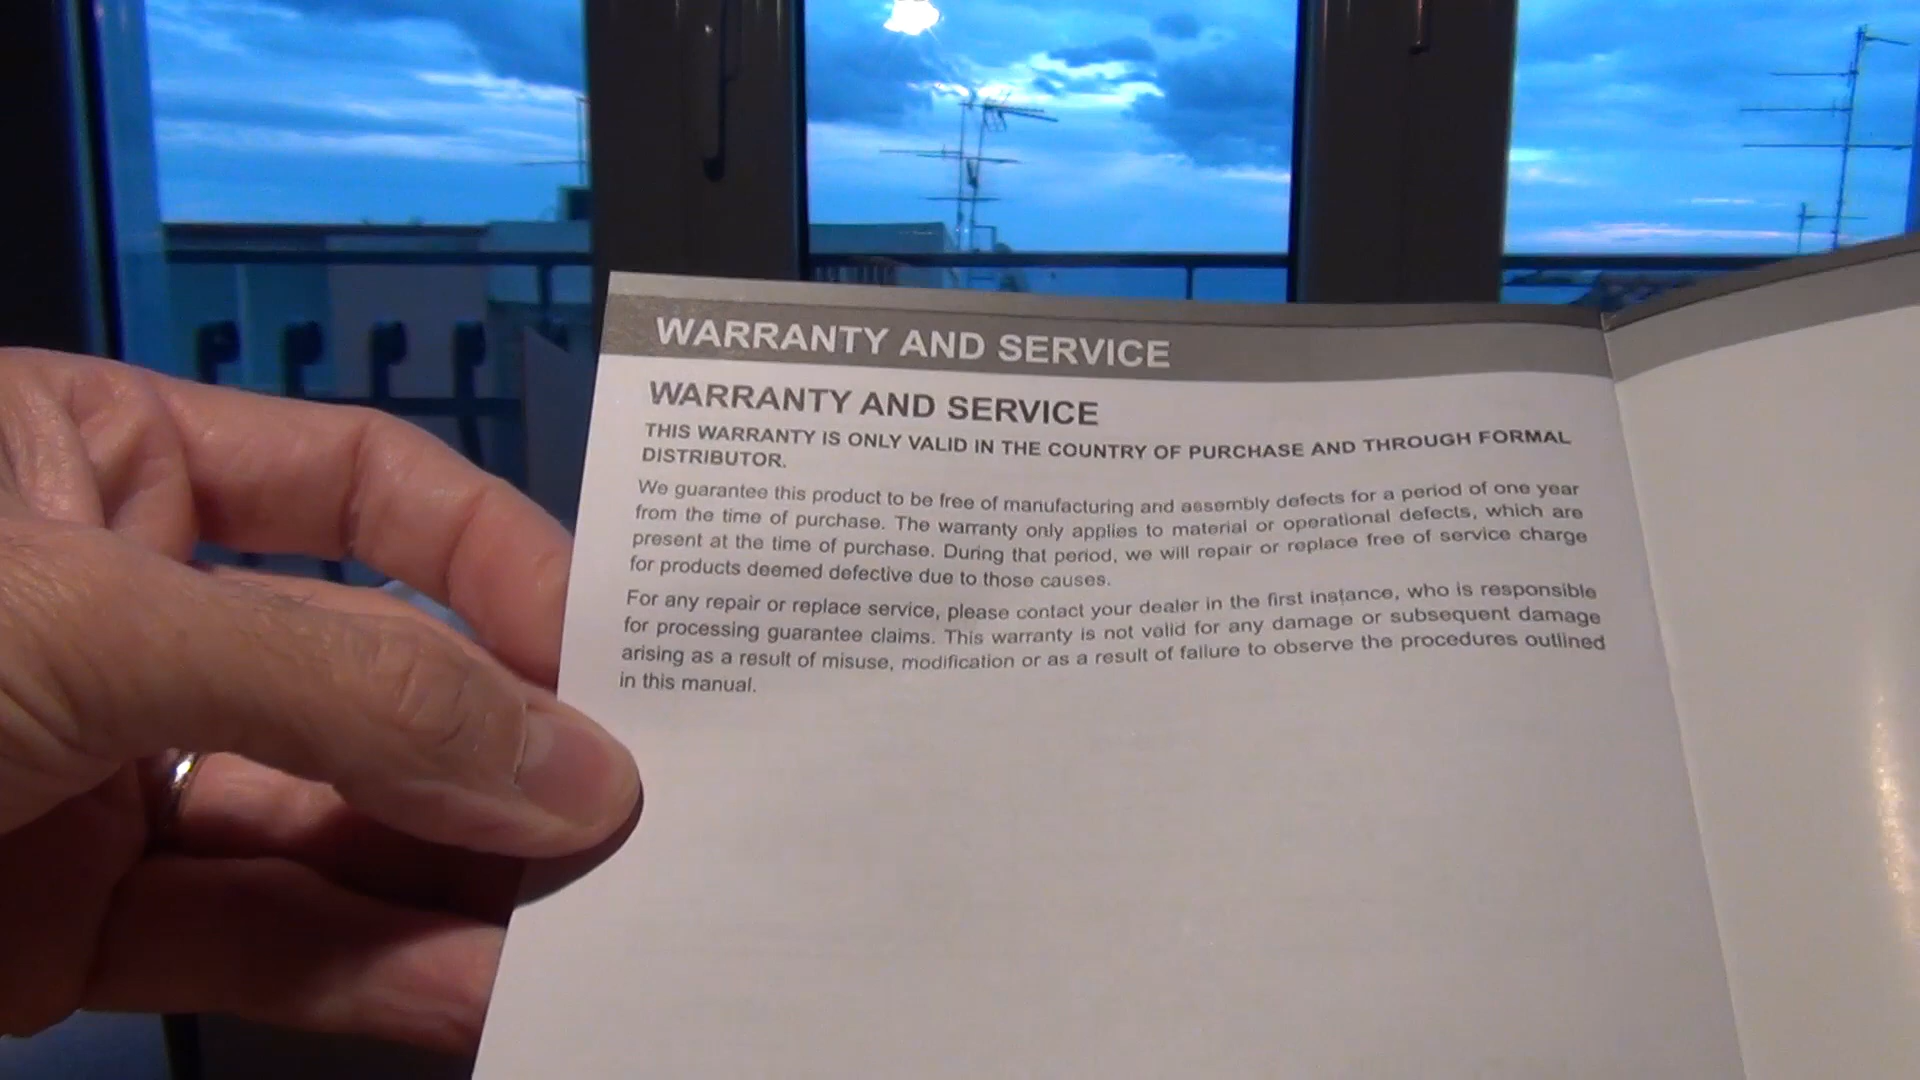 WARRANTY AND SERVICE
WARRANTY AND SERVICE
THIS WARRANTY IS ONLY VALID IN THE COUNTRY OF PURCHASE AND THROUGH FORMAL
DISTRIBUTOR.
We guarantee this product to be free of manufacturing and assembly defects for a period of one year
from the time of purchase. The warranty only applies to material or operational defects, which are
present at the time of purchase. During that period, we will repair or replace free of service charge
for products deemed defective due to those causes.
For any repair or replace service, please contact your dealer in the first instance, who is responsible
for processing guarantee claims. This warranty is not valid for any damage or subsequent damage
arising as a result of misuse, modification or as a result of failure to observe the procedures outlined
in this manual.